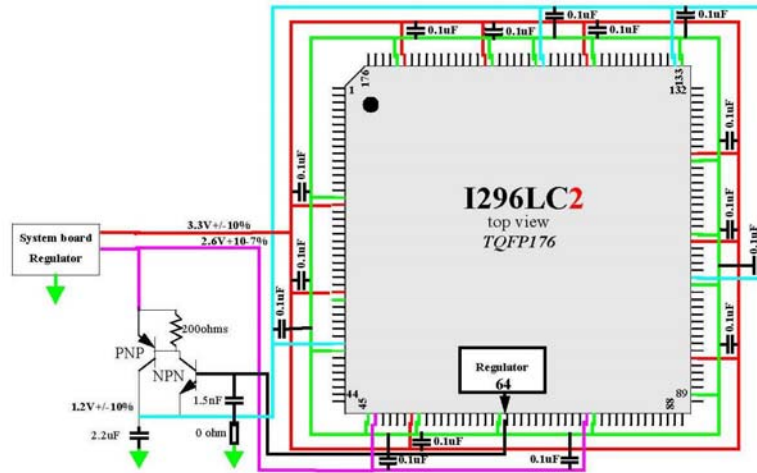 0.1uF
0.1uF
0.1uF
0.1uF
0.1uF
0.1uF
176
133
1
132
0.1uF
0.1uF
I296LC2
top view
TQFP176
3.3V+/-10%
System board
Regulator
2.6V+10-7%
0.1uF
0.1uF
0.1uF
0.1uF
200ohms
PNP
NPN
Regulator
64
0.1uF
1.5nF
44
45
88
89
1.2V+/-10%
2.2uF
0 ohm
0.1uF
0.1uF
0.1uF